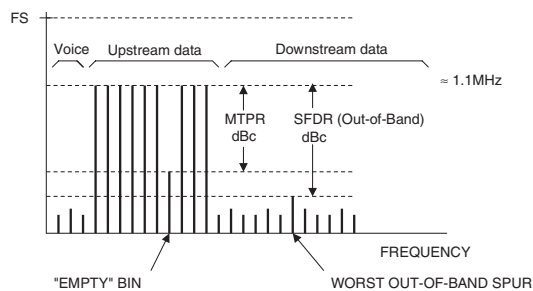 FS
Voice Upstream data Downstream data
≈ 1.1MHz
MTPR SFDR (Out-of-Band)
dBc dBc
FREQUENCY
"EMPTY" BIN WORST OUT-OF-BAND SPUR